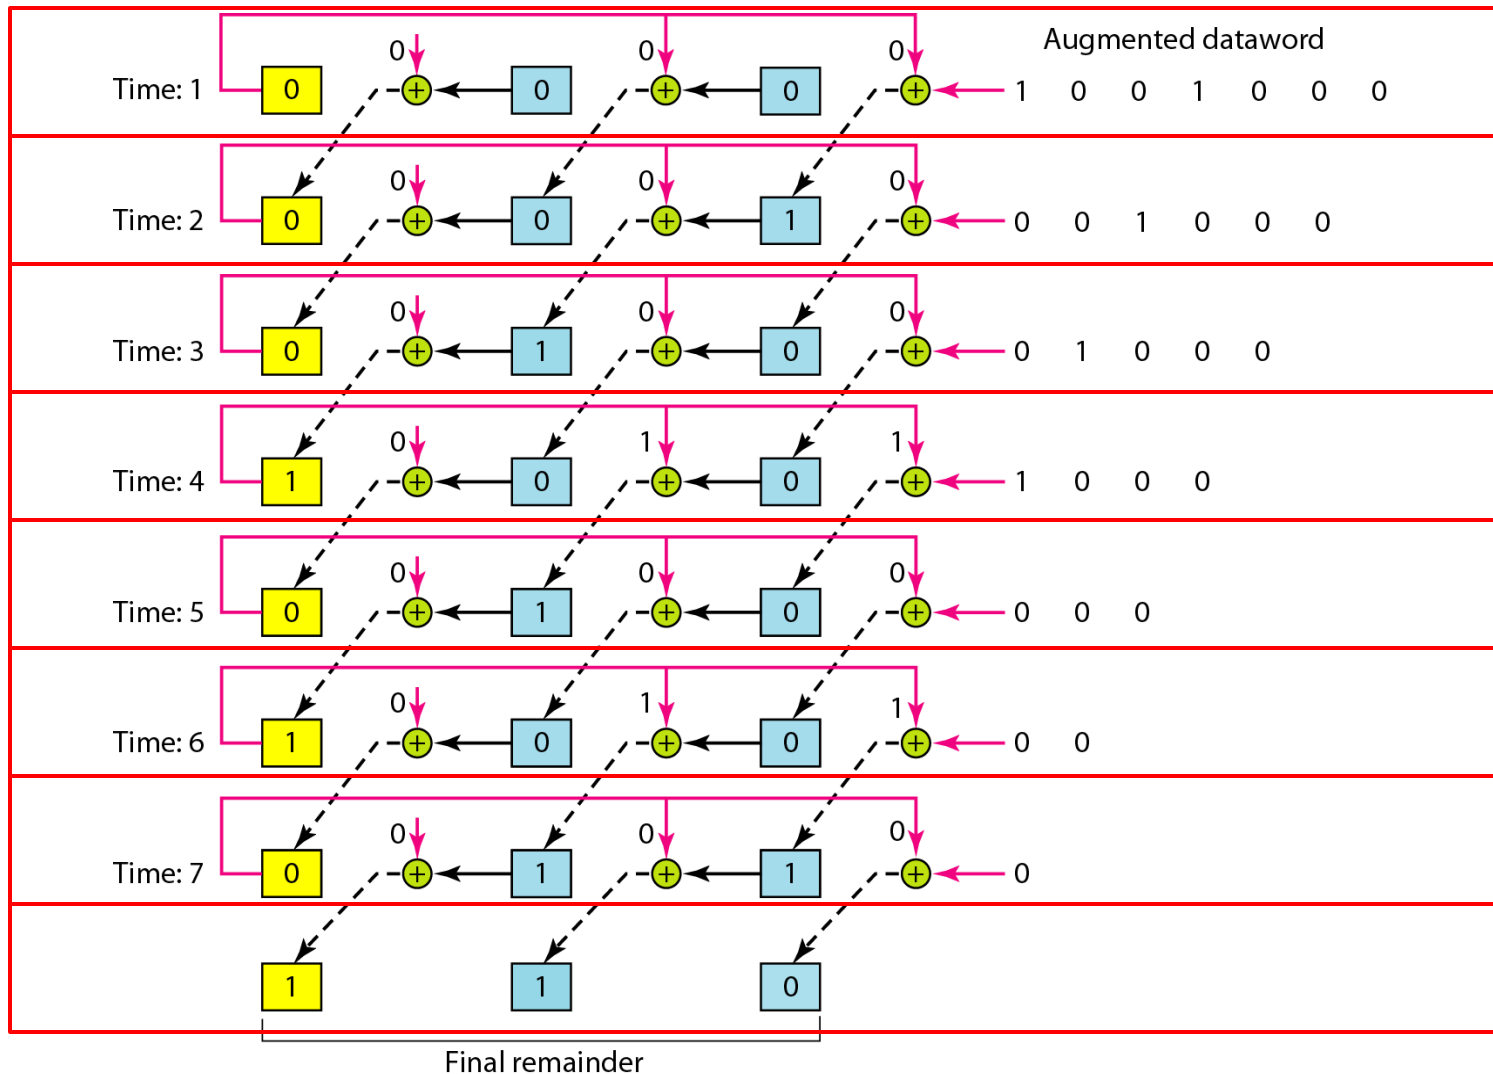 Augmented dataword
0 0 0
Time: 1 0 + 0 + 0 + 1 0 0 1 0 0 0
0 0 0
Time: 2 0 + 0 + 1 + 0 0 1 0 0 0
0 0 0
Time: 3 0 + 1 + 0 + 0 1 0 0 0
0 1 1
Time: 4 1 + 0 + 0 + 1 0 0 0
0 0 0
Time: 5 0 + 1 + 0 + 0 0 0
0 1 1
Time: 6 1 + 0 + 0 + 0 0
0 0 0
Time: 7 0 + 1 + 1 + 0
1 1 0
Final remainder